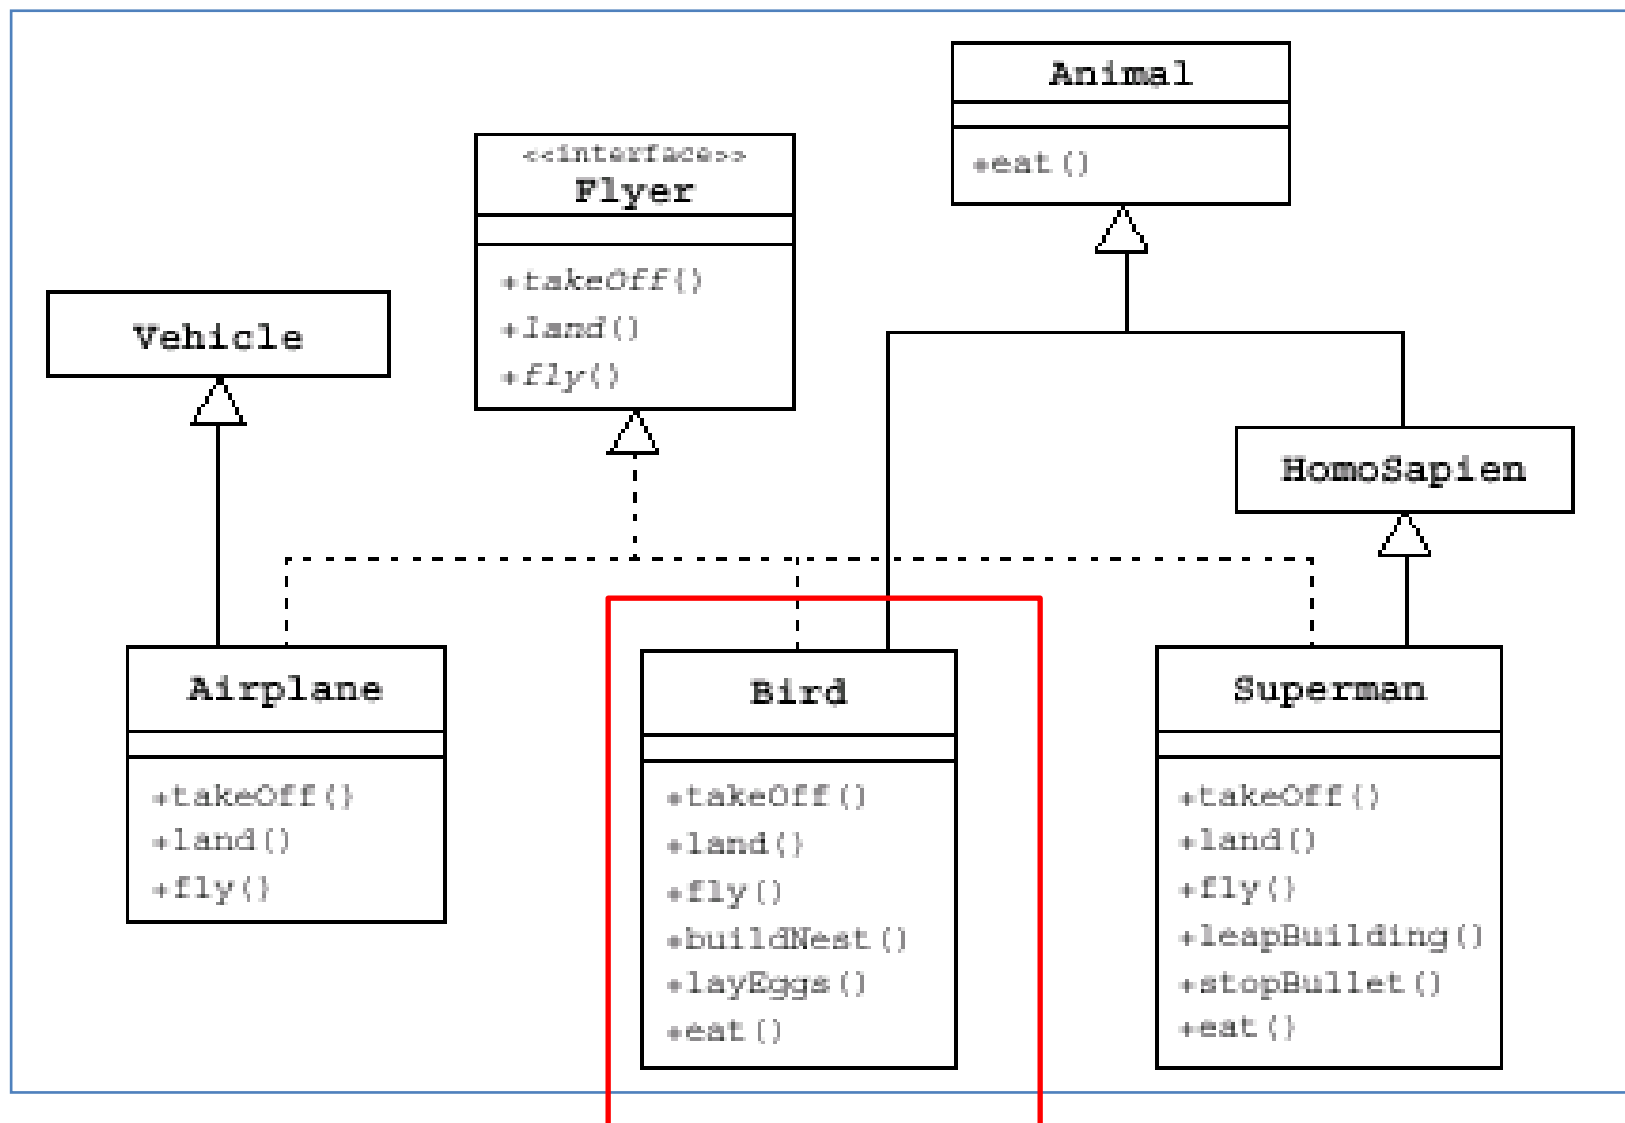 Animal
+eat()
<<interface>>
Flyer
+takeOff()
+land()
+fly()
Vehicle
HomoSapien
Airplane
+takeOff()
+land()
+fly()
Bird
+takeOff()
+land()
+fly()
+buildNest()
+layEggs()
+eat()
Superman
+takeOff()
+land()
+fly()
+leapBuilding()
+stopBullet()
+eat()